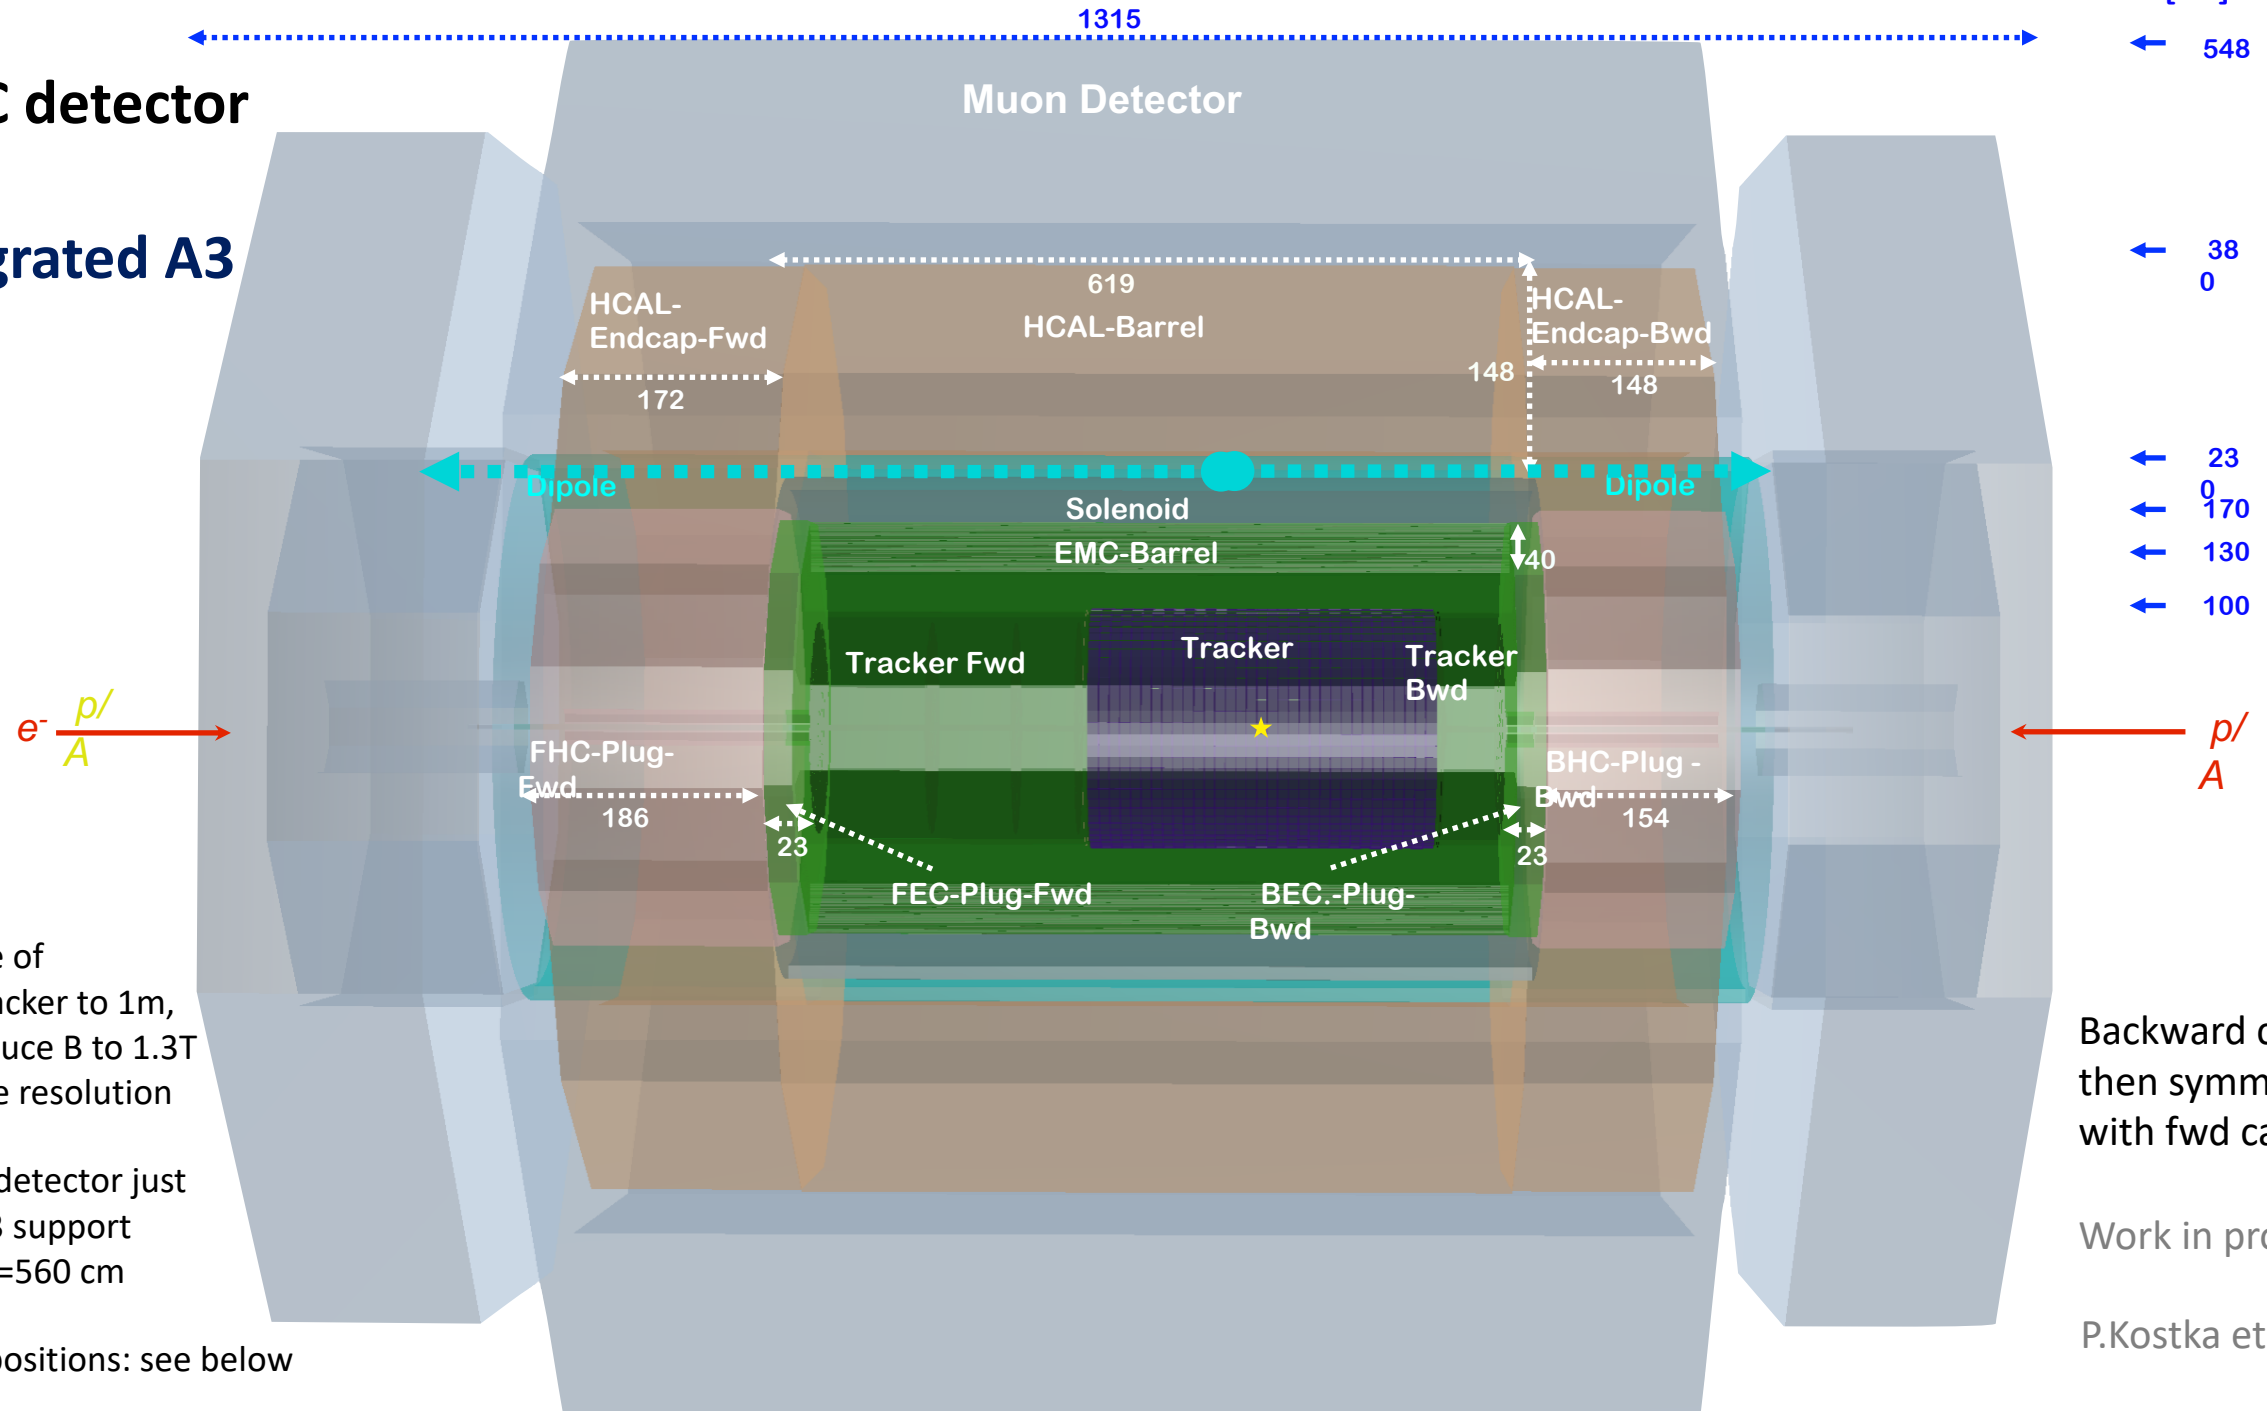 1315
548
C detector
Muon Detector
grated A3
38
0
619
HCAL-
Endcap-Fwd
HCAL-Barrel
HCAL-
Endcap-Bwd
148
148
172
23
0
Dipole
Dipole
Solenoid
170
EMC-Barrel
40
130
100
Tracker Fwd
Tracker
Tracker
Bwd
e- p/
A
p/
A
FHC-Plug-
Fwd
BHC-Plug -
Bwd
186
154
23
23
FEC-Plug-Fwd
BEC.-Plug-
Bwd
e of
acker to 1m,
uce B to 1.3T
e resolution
detector just
support
=560 cm
positions: see below
Backward
then symm
with fwd ca
Work in pro
P.Kostka et